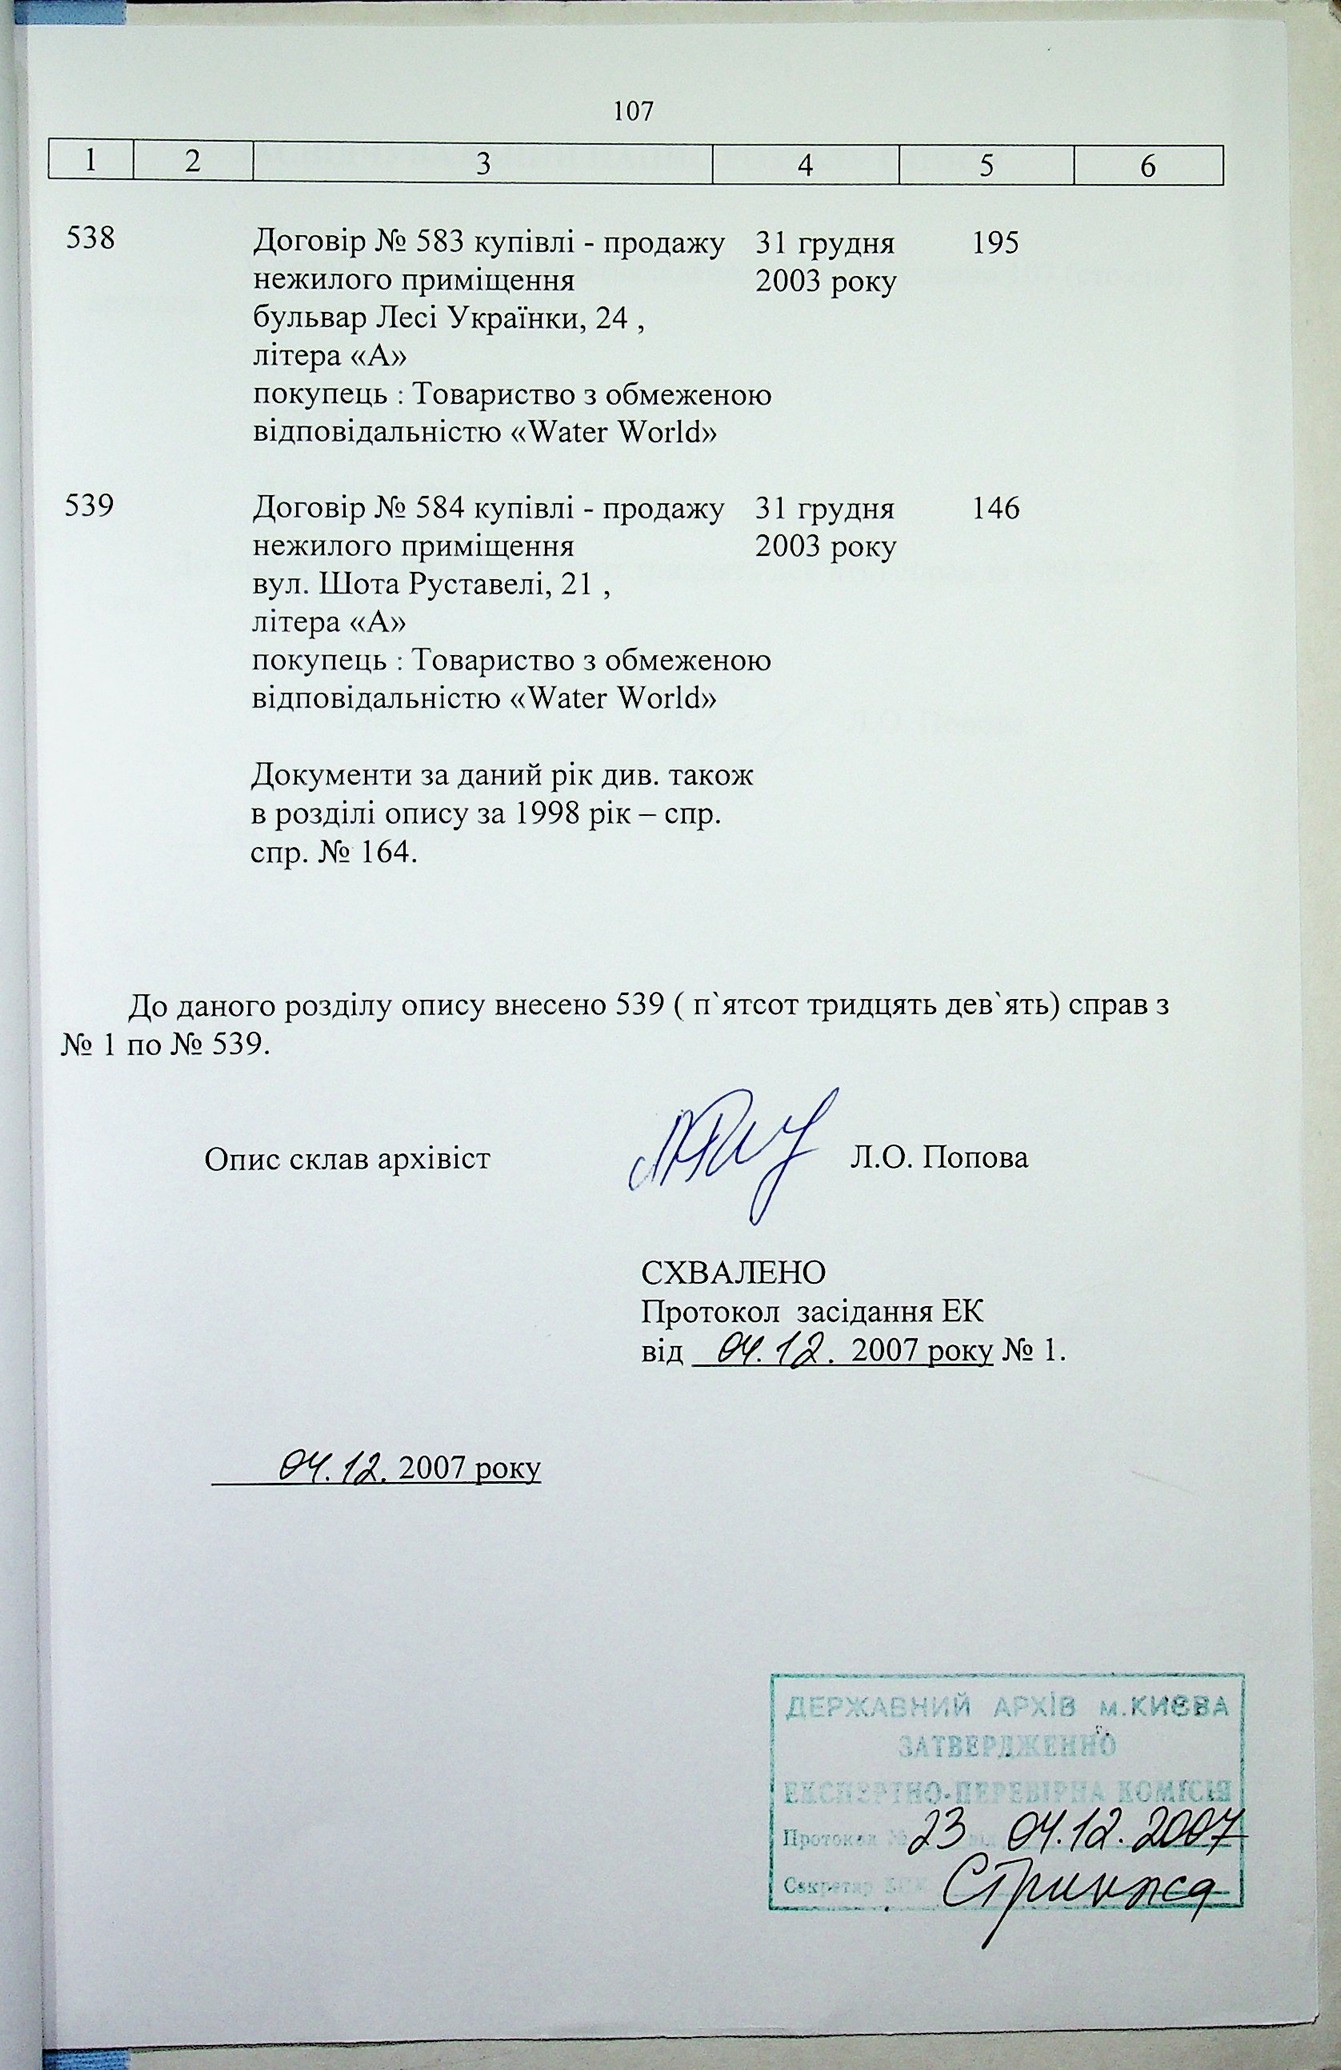 107
1 2 3 4 5 6
538 Договір № 583 купівлі - продажу 31 грудня 195
нежилого приміщення 2003 року
бульвар Лесі Українки, 24 ,
літера «А»
покупець : Товариство з обмеженою
відповідальністю «Water World»
539 Договір № 584 купівлі - продажу 31 грудня 146
нежилого приміщення 2003 року
вул. Шота Руставелі, 21 ,
літера «А»
покупець : Товариство з обмеженою
відповідальністю «Water World»
Документи за даний рік див. також
в розділі опису за 1998 рік – спр.
спр. № 164.
До даного розділу опису внесено 539 ( п`ятсот тридцять дев`ять) справ з
№ 1 по № 539.
Опис склав архівіст Л.О. Попова
СХВАЛЕНО
Протокол засідання ЕК
від 04.12. 2007 року № 1.
04.12. 2007 року
ДЕРЖАВНИЙ АРХІВ м.КИЄВА
ЗАТВЕРДЖЕННО
ЕКСПЕРТНО-ПЕРЕВІРНА КОМІСІЯ
Протокол № 23 від 04.12.2007
Секретар ЕПК